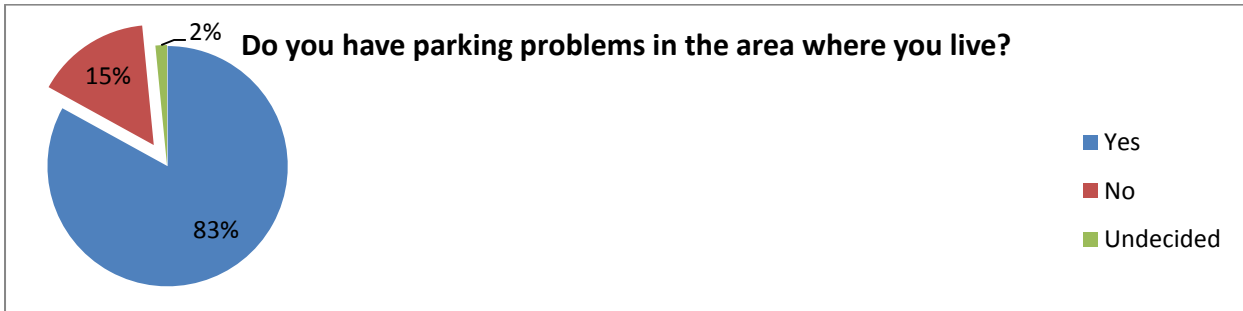 Do you have parking problems in the area where you live?
2%
15%
83%
Yes
No
Undecided